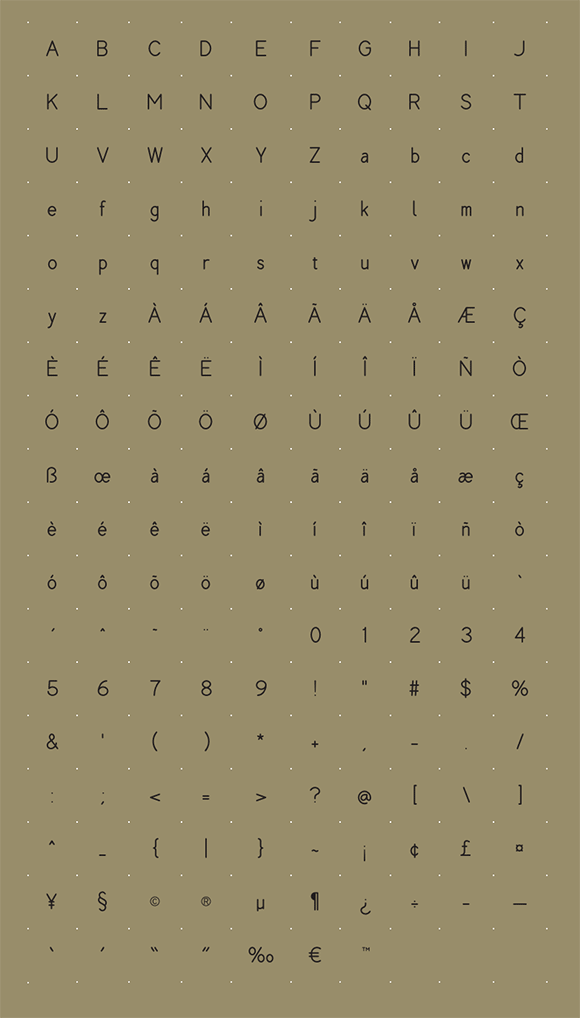 A B C D E F G H I J
K L M N O P Q R S T
U V W X Y Z a b c d
e f g h i j k l m n
o p q r s t u v w x
y z À Á Â Ã Ä Å Æ Ç
È É Ê Ë Ì Í Î Ï Ñ Ò
Ó Ô Õ Ö Ø Ù Ú Û Ü Œ
ß œ à á â ã ä å æ ç
è é ê ë ì í î ï ñ ò
ó ô õ ö ø ù ú û ü `
´ ˆ ˜ ¨ ° 0 1 2 3 4
5 6 7 8 9 ! " # $ %
& ' ( ) * + , - . /
: ; < = > ? @ [ \ ]
^ _ { | } ~ ¡ ¢ £ ¤
¥ § © ® µ ¶ ¿ ÷ – —
‘ ’ “ ” ‰ € ™